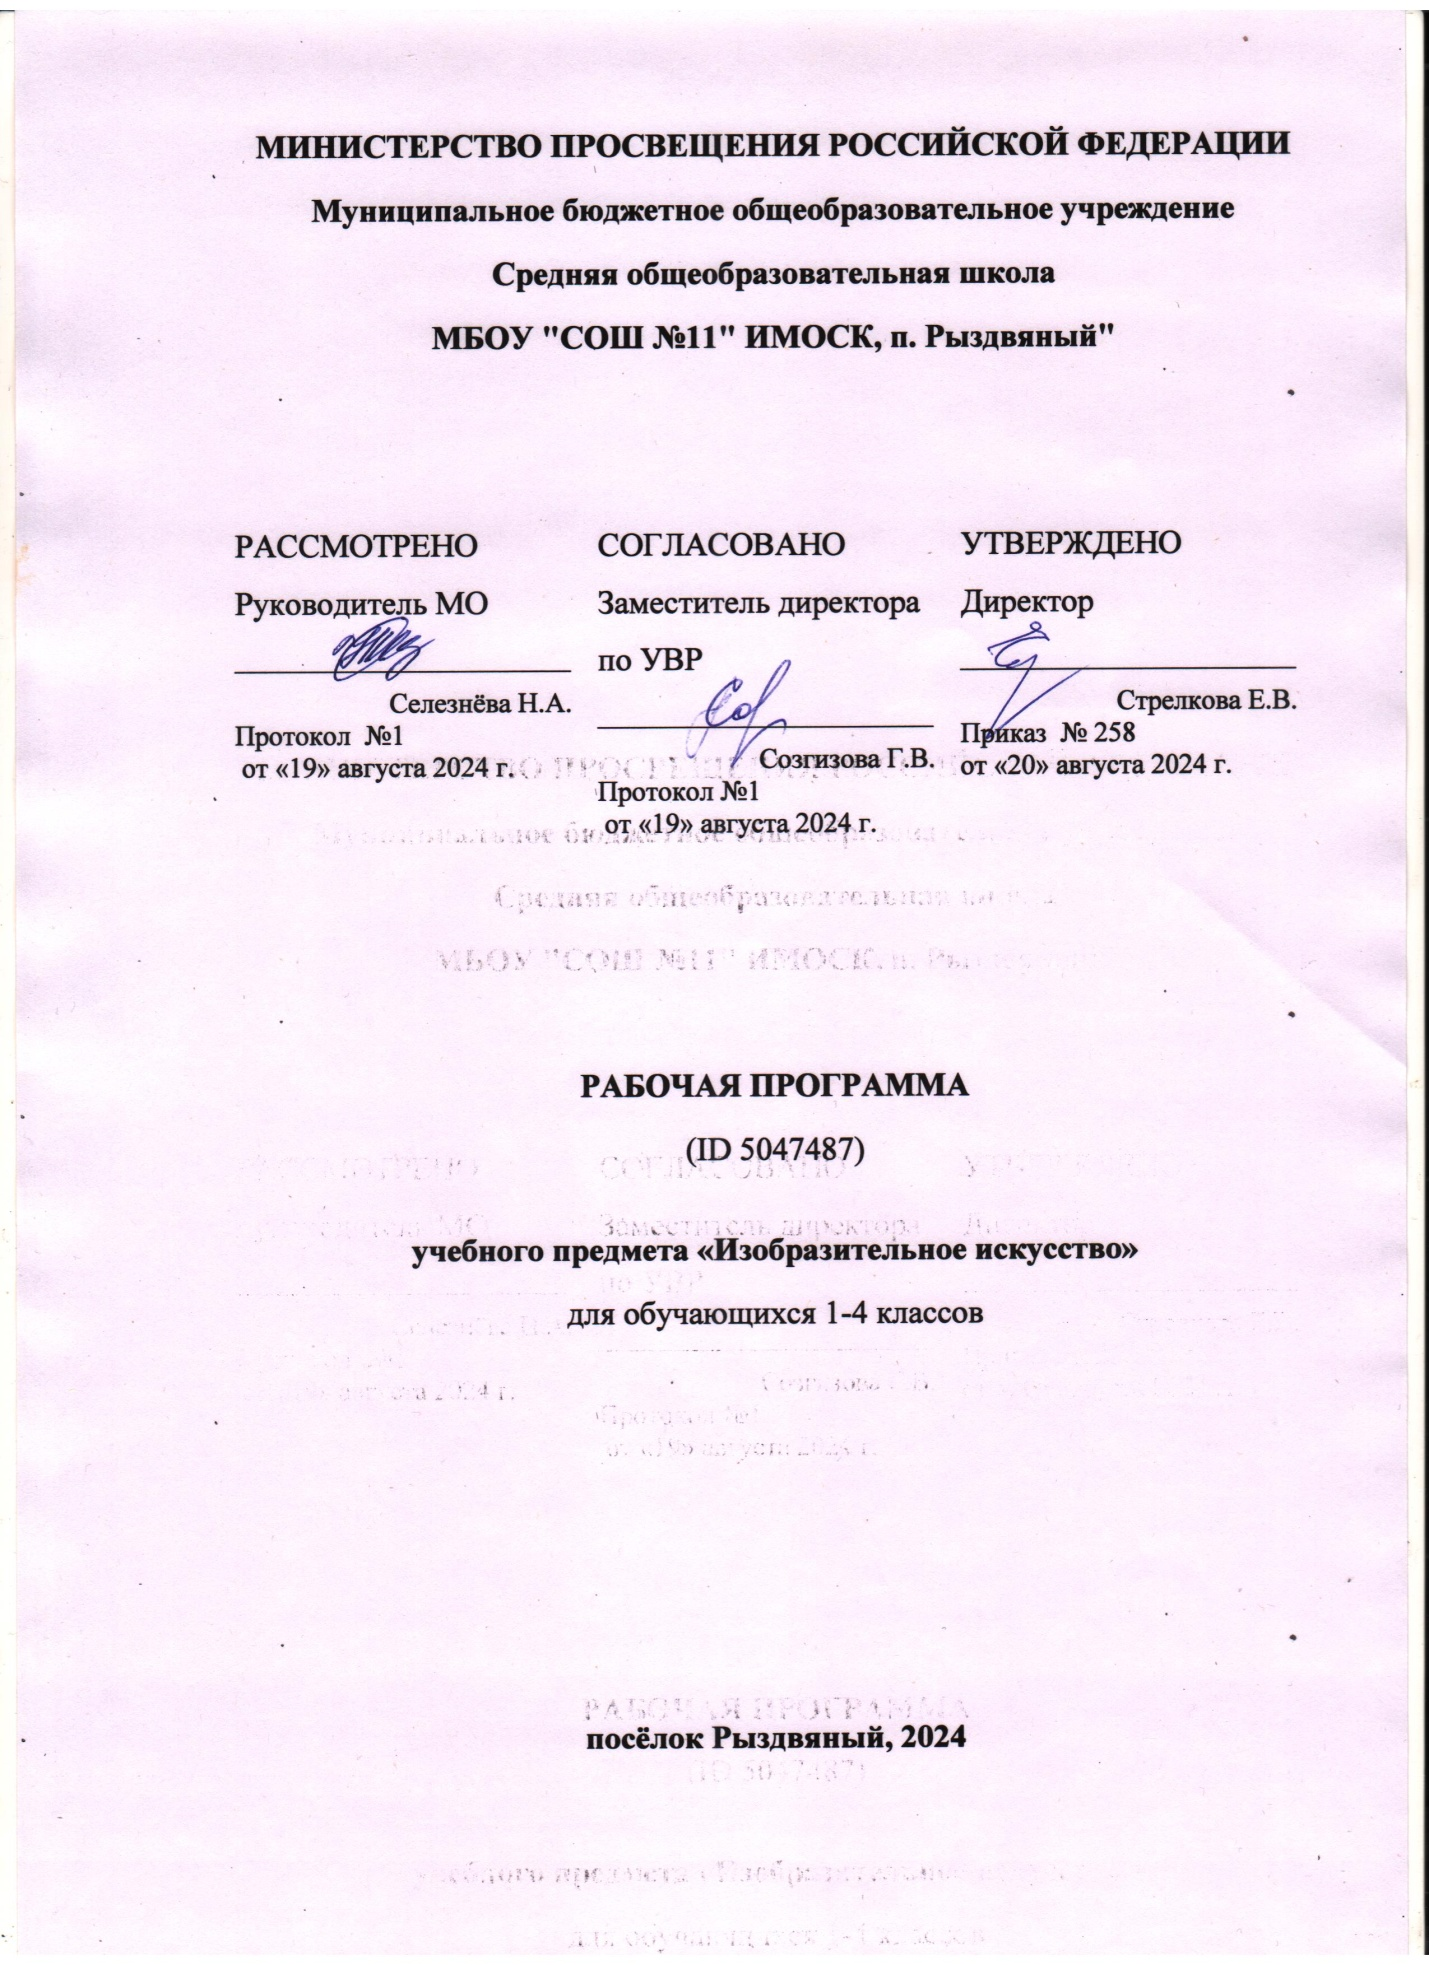 МИНИСТЕРСТВО ПРОСВЕЩЕНИЯ РОССИЙСКОЙ ФЕДЕРАЦИИ
Муниципальное бюджетное общеобразовательное учреждение
Средняя общеобразовательная школа
МБОУ "СОШ №11" ИМОСК, п. Рыздвяный"
РАССМОТРЕНО
Руководитель МО
Селезнёва Н.А.
Протокол №1
от «19» августа 2024 г.
СОГЛАСОВАНО
Заместитель директора
по УВР
Созгизова Г.В.
Протокол №1
от «19» августа 2024 г.
УТВЕРЖДЕНО
Директор
Стрелкова Е.В.
Приказ № 258
от «20» августа 2024 г.
РАБОЧАЯ ПРОГРАММА
(ID 5047487)
учебного предмета «Изобразительное искусство»
для обучающихся 1-4 классов
посёлок Рыздвяный, 2024